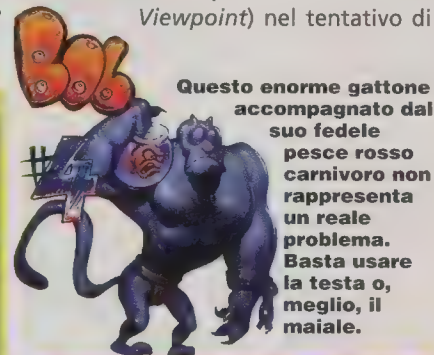 Viewpoint) nel tentativo di
Bob
Questo enorme gattone
accompagnato dal
suo fedele
pesce rosso
carnivoro non
rappresenta
un reale
problema.
Basta usare
la testa o,
meglio, il
maiale.